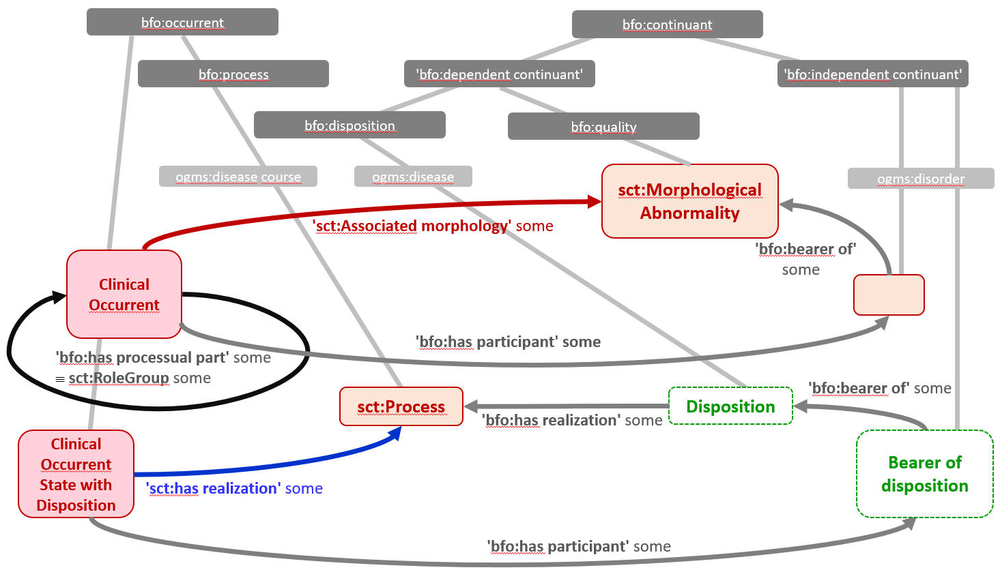 bfo:occurrent
bfo:continuant
bfo:process
'bfo:dependent continuant'
'bfo:independent continuant'
bfo:disposition
bfo:quality
ogms:disease course
ogms:disease
ogms:disorder
sct:Morphological
Abnormality
'sct:Associated morphology' some
'bfo:bearer of'
some
Clinical
Occurrent
'bfo:has participant' some
'bfo:has processual part' some
≡ sct:RoleGroup some
'bfo:bearer of' some
sct:Process
Disposition
'bfo:has realization' some
Clinical
Occurrent
State with
Disposition
'sct:has realization' some
Bearer of
disposition
'bfo:has participant' some